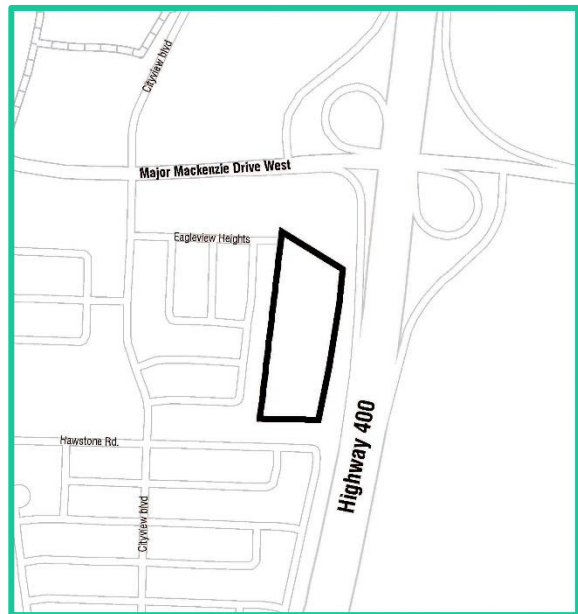 Cityview blvd
Major Mackenzie Drive West
Eagleview Heights
Highway 400
Hawstone Rd.
Cityview blvd